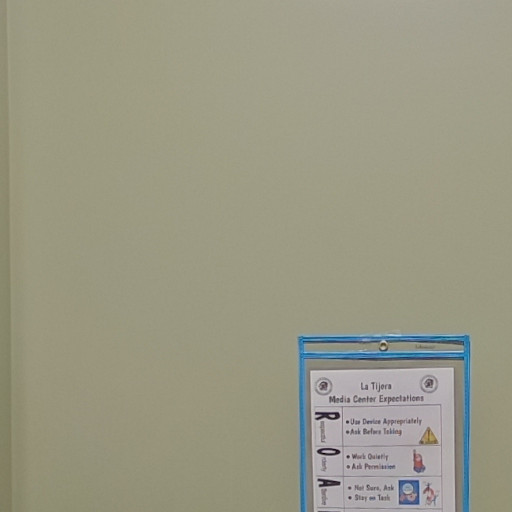 La Tijera
Media Center Expectations
R
• Use Device Appropriately
• Ask Before Taking
O
• Work Quietly
• Ask Permission
A
• Not Sure, Ask
• Stay on Task